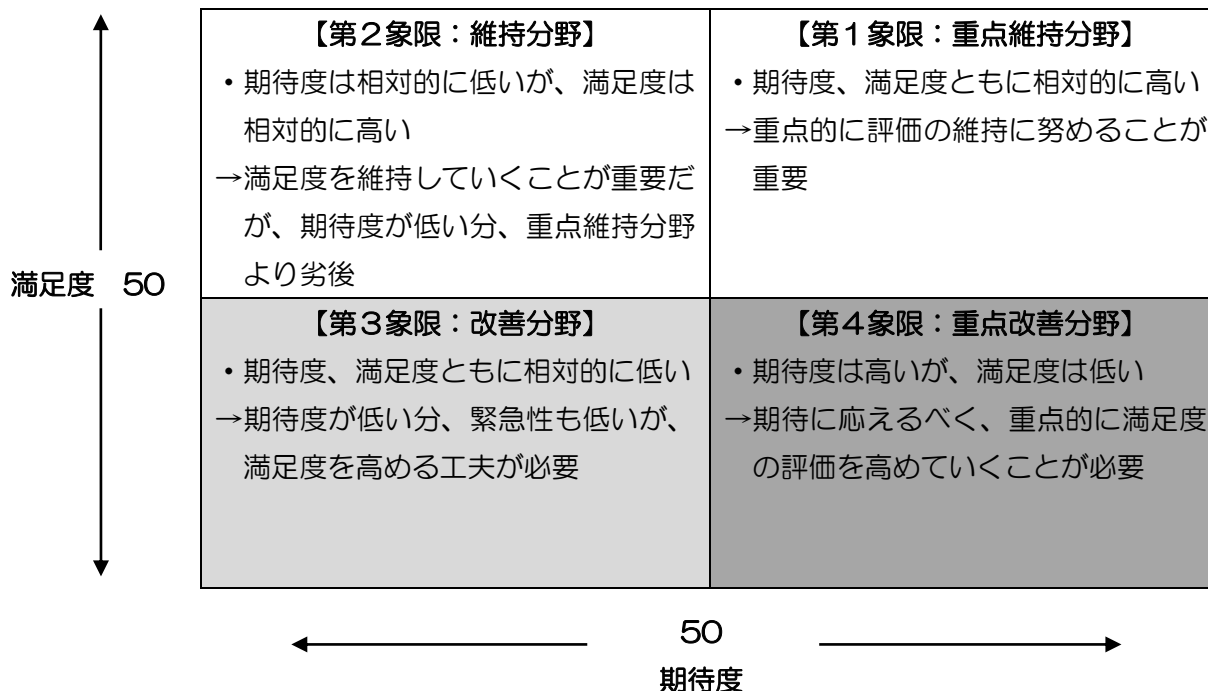 【第2象限：維持分野】
・期待度は相対的に低いが、満足度は
相対的に高い
→満足度を維持していくことが重要だ
が、期待度が低い分、重点維持分野
より劣後
【第1象限：重点維持分野】
・期待度、満足度ともに相対的に高い
→重点的に評価の維持に努めることが
重要
満足度 50
【第3象限：改善分野】
・期待度、満足度ともに相対的に低い
→期待度が低い分、緊急性も低いが、
満足度を高める工夫が必要
【第4象限：重点改善分野】
・期待度は高いが、満足度は低い
→期待に応えるべく、重点的に満足度
の評価を高めていくことが必要
50
期待度